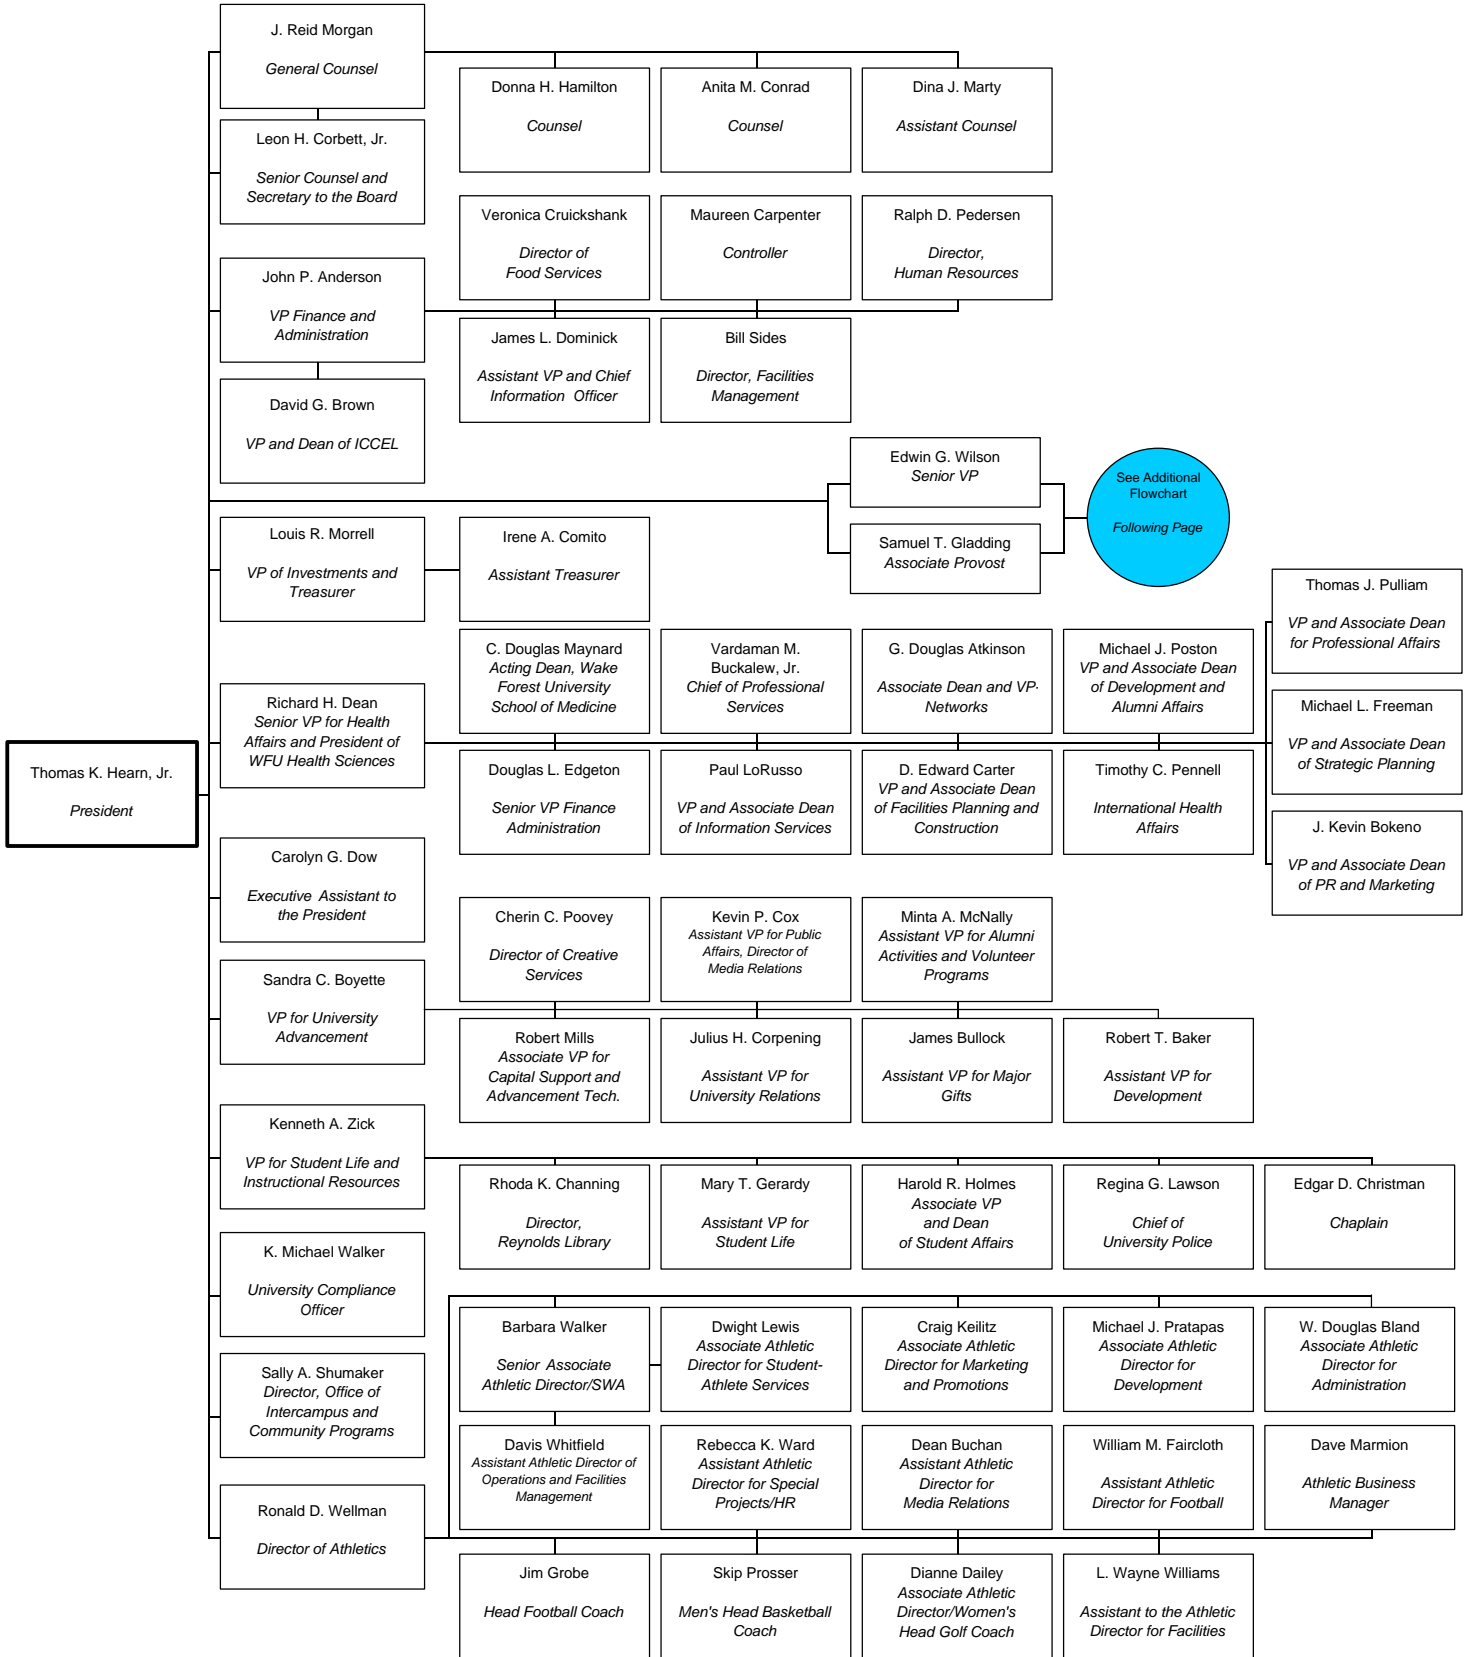 J. Reid Morgan
General Counsel
Donna H. Hamilton
Counsel
Anita M. Conrad
Counsel
Dina J. Marty
Assistant Counsel
Leon H. Corbett, Jr.
Senior Counsel and
Secretary to the Board
Veronica Cruickshank
Director of
Food Services
Maureen Carpenter
Controller
Ralph D. Pedersen
Director,
Human Resources
John P. Anderson
VP Finance and
Administration
James L. Dominick
Assistant VP and Chief
Information Officer
Bill Sides
Director, Facilities
Management
David G. Brown
VP and Dean of ICCEL
Edwin G. Wilson
Senior VP
See Additional
Flowchart
Following Page
Samuel T. Gladding
Associate Provost
Louis R. Morrell
VP of Investments and
Treasurer
Irene A. Comito
Assistant Treasurer
Thomas J. Pulliam
VP and Associate Dean
for Professional Affairs
C. Douglas Maynard
Acting Dean, Wake
Forest University
School of Medicine
Vardaman M.
Buckalew, Jr.
Chief of Professional
Services
G. Douglas Atkinson
Associate Dean and VP-
Networks
Michael J. Poston
VP and Associate Dean
of Development and
Alumni Affairs
Richard H. Dean
Senior VP for Health
Affairs and President of
WFU Health Sciences
Michael L. Freeman
VP and Associate Dean
of Strategic Planning
Thomas K. Hearn, Jr.
President
Douglas L. Edgeton
Senior VP Finance
Administration
Paul LoRusso
VP and Associate Dean
of Information Services
D. Edward Carter
VP and Associate Dean
of Facilities Planning and
Construction
Timothy C. Pennell
International Health
Affairs
J. Kevin Bokeno
VP and Associate Dean
of PR and Marketing
Carolyn G. Dow
Executive Assistant to
the President
Cherin C. Poovey
Director of Creative
Services
Kevin P. Cox
Assistant VP for Public
Affairs, Director of
Media Relations
Minta A. McNally
Assistant VP for Alumni
Activities and Volunteer
Programs
Sandra C. Boyette
VP for University
Advancement
Robert Mills
Associate VP for
Capital Support and
Advancement Tech.
Julius H. Corpening
Assistant VP for
University Relations
James Bullock
Assistant VP for Major
Gifts
Robert T. Baker
Assistant VP for
Development
Kenneth A. Zick
VP for Student Life and
Instructional Resources
Rhoda K. Channing
Director,
Reynolds Library
Mary T. Gerardy
Assistant VP for
Student Life
Harold R. Holmes
Associate VP
and Dean
of Student Affairs
Regina G. Lawson
Chief of
University Police
Edgar D. Christman
Chaplain
K. Michael Walker
University Compliance
Officer
Barbara Walker
Senior Associate
Athletic Director/SWA
Dwight Lewis
Associate Athletic
Director for Student-
Athlete Services
Craig Keilitz
Associate Athletic
Director for Marketing
and Promotions
Michael J. Pratapas
Associate Athletic
Director for
Development
W. Douglas Bland
Associate Athletic
Director for
Administration
Sally A. Shumaker
Director, Office of
Intercampus and
Community Programs
Davis Whitfield
Assistant Athletic Director of
Operations and Facilities
Management
Rebecca K. Ward
Assistant Athletic
Director for Special
Projects/HR
Dean Buchan
Assistant Athletic
Director for
Media Relations
William M. Faircloth
Assistant Athletic
Director for Football
Dave Marmion
Athletic Business
Manager
Ronald D. Wellman
Director of Athletics
Jim Grobe
Head Football Coach
Skip Prosser
Men's Head Basketball
Coach
Dianne Dailey
Associate Athletic
Director/Women's
Head Golf Coach
L. Wayne Williams
Assistant to the Athletic
Director for Facilities